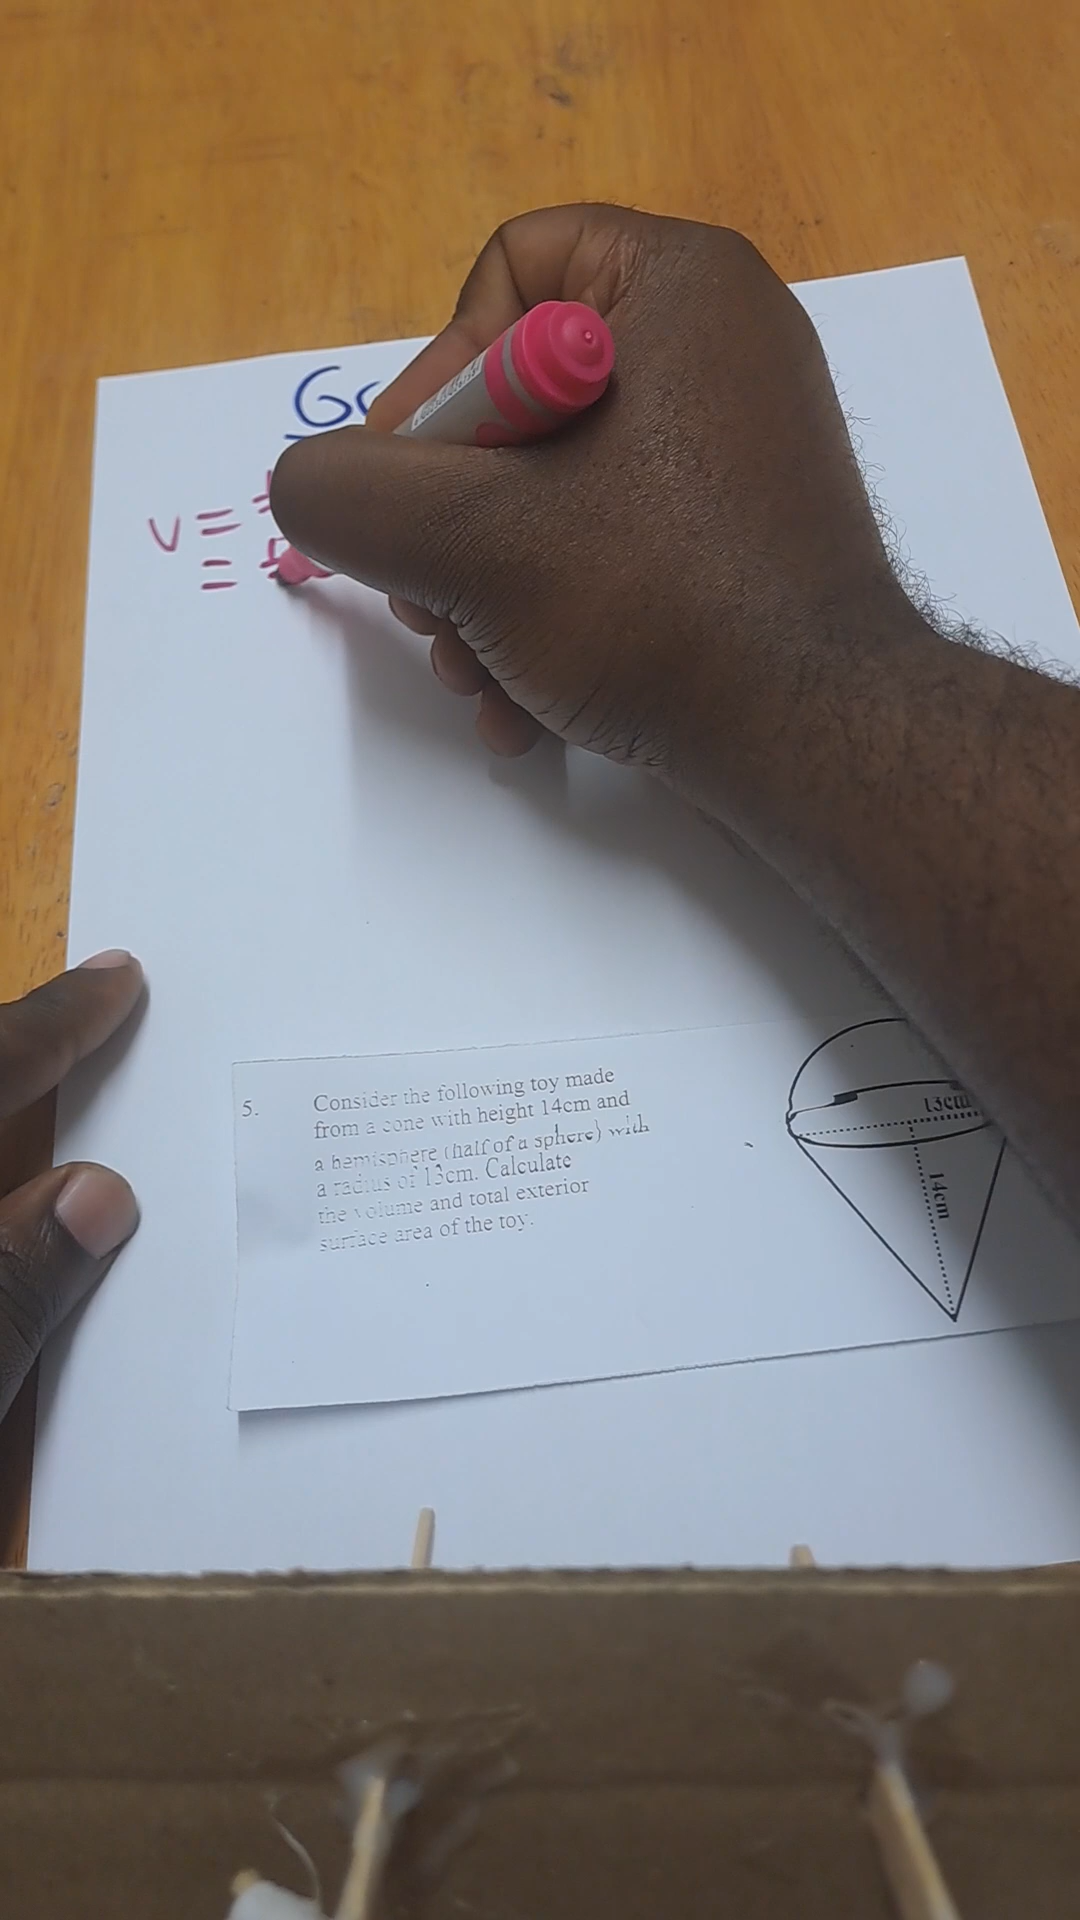 V =
=
5. Consider the following toy made
from a cone with height 14cm and
a hemisphere (half of a sphere) with
a radius of 13cm. Calculate
the volume and total exterior
surface area of the toy.
13cm
14cm